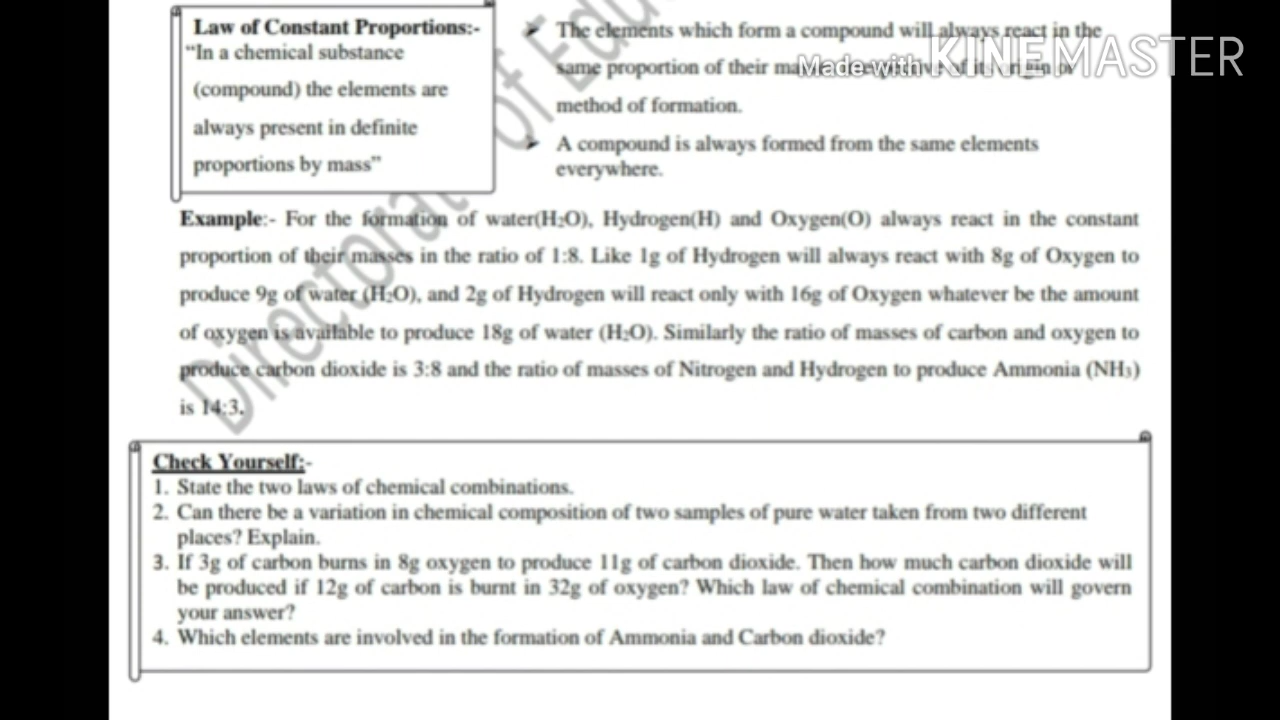 Law of Constant Proportions:-
“In a chemical substance
(compound) the elements are
always present in definite
proportions by mass”
➤ The elements which form a compound will always react in the
same proportion of their
method of formation.
➤ A compound is always formed from the same elements
everywhere.
Made with KINEMASTER
Example:- For the formation of water(H₂O), Hydrogen(H) and Oxygen(O) always react in the constant
proportion of their masses in the ratio of 1:8. Like 1g of Hydrogen will always react with 8g of Oxygen to
produce 9g of water (H₂O), and 2g of Hydrogen will react only with 16g of Oxygen whatever be the amount
of oxygen is available to produce 18g of water (H₂O). Similarly the ratio of masses of carbon and oxygen to
produce carbon dioxide is 3:8 and the ratio of masses of Nitrogen and Hydrogen to produce Ammonia (NH₃)
is 14:3.
Check Yourself:-
1. State the two laws of chemical combinations.
2. Can there be a variation in chemical composition of two samples of pure water taken from two different
places? Explain.
3. If 3g of carbon burns in 8g oxygen to produce 11g of carbon dioxide. Then how much carbon dioxide will
be produced if 12g of carbon is burnt in 32g of oxygen? Which law of chemical combination will govern
your answer?
4. Which elements are involved in the formation of Ammonia and Carbon dioxide?